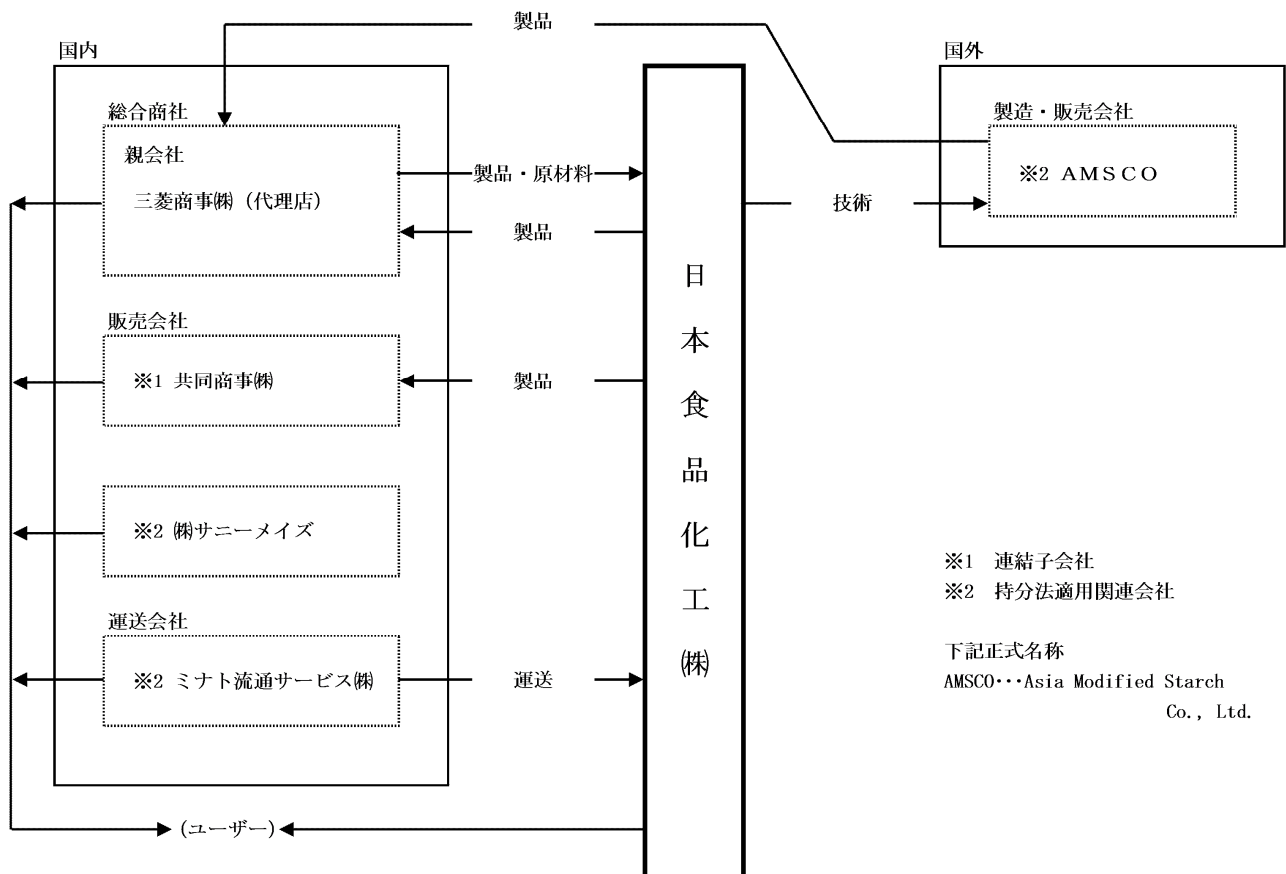 製品
国内
国外
総合商社
製造・販売会社
親会社
三菱商事㈱（代理店）
製品・原材料
※2 ＡＭＳＣＯ
技術
製品
日本食品化工㈱
販売会社
※1 共同商事㈱
製品
※2 ㈱サニーメイズ
運送会社
※2 ミナト流通サービス㈱
運送
(ユーザー)
※1 連結子会社
※2 持分法適用関連会社
下記正式名称
AMSCO･･･Asia Modified Starch
Co., Ltd.